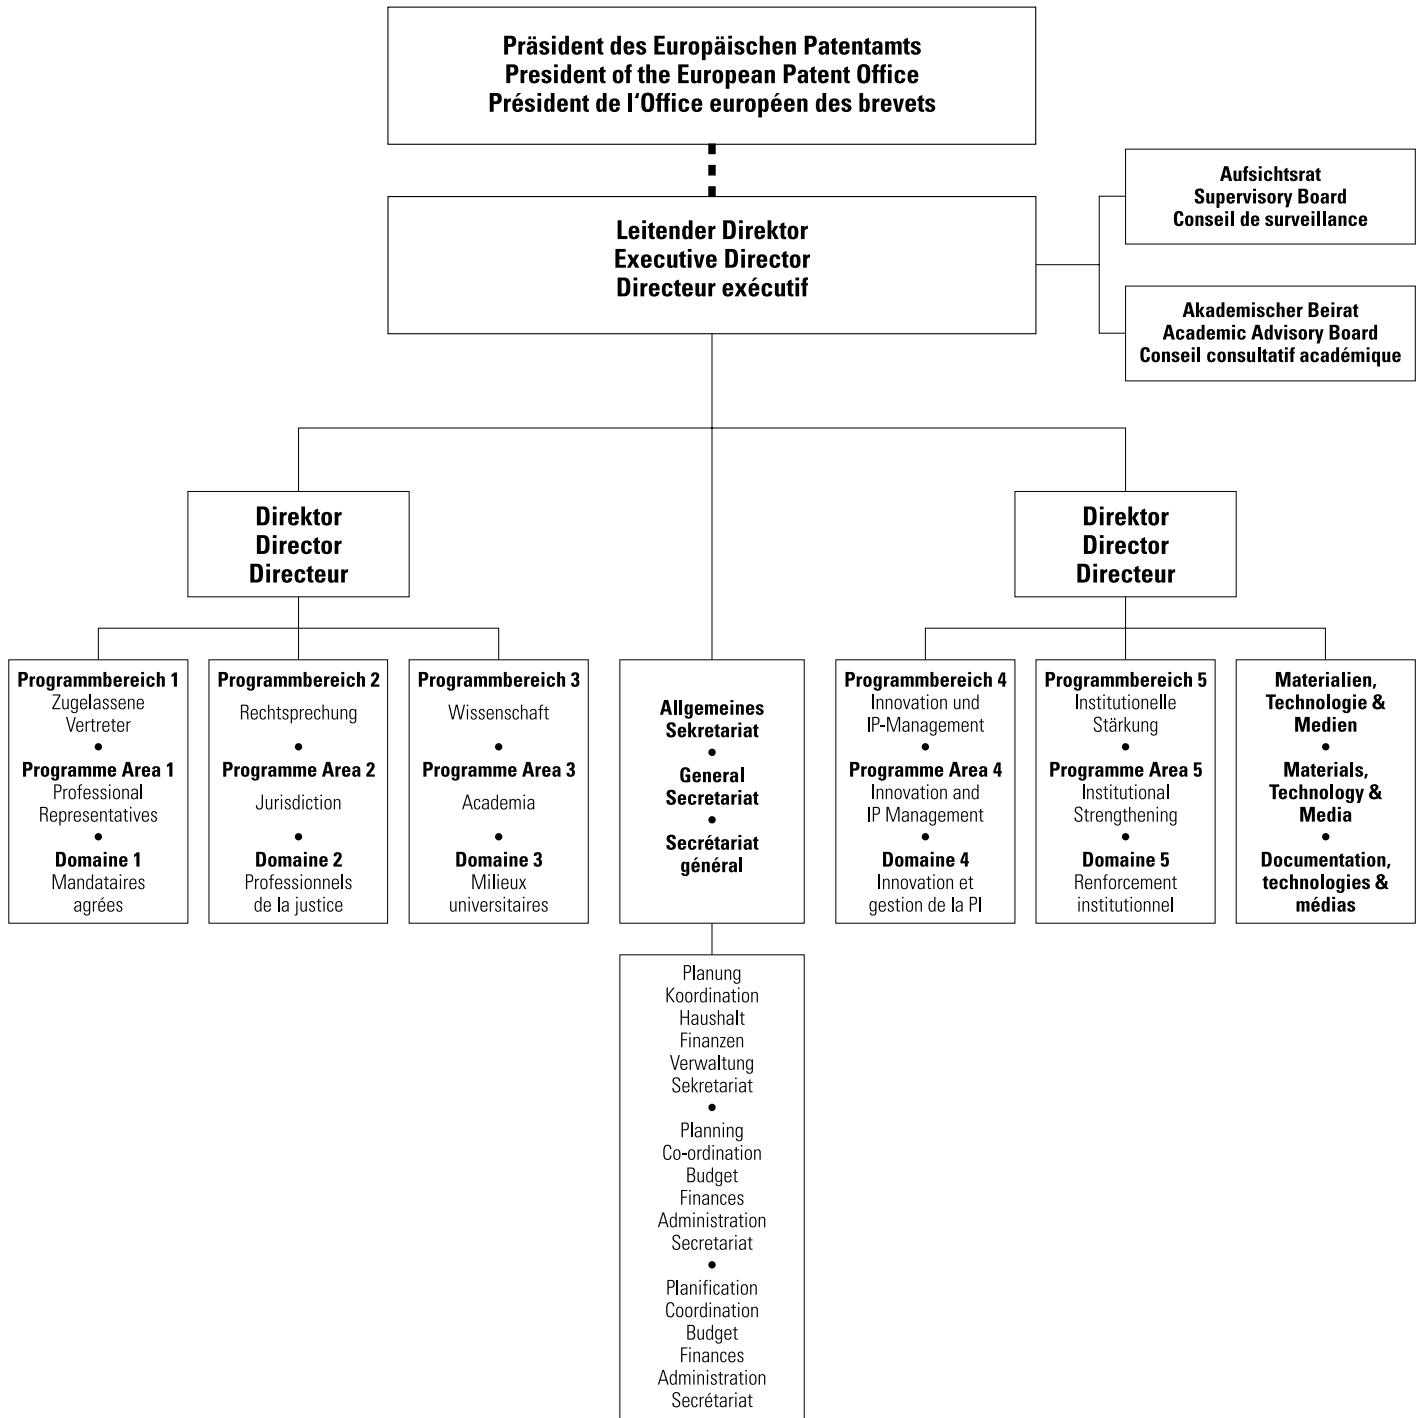 Präsident des Europäischen Patentamts
President of the European Patent Office
Président de l'Office européen des brevets
Aufsichtsrat
Supervisory Board
Conseil de surveillance
Leitender Direktor
Executive Director
Directeur exécutif
Akademischer Beirat
Academic Advisory Board
Conseil consultatif académique
Direktor
Director
Directeur
Direktor
Director
Directeur
Programmbereich 1
Zugelassene
Vertreter
•
Programme Area 1
Professional
Representatives
•
Domaine 1
Mandataires
agrées
Programmbereich 2
Rechtsprechung
•
Programme Area 2
Jurisdiction
•
Domaine 2
Professionnels
de la justice
Programmbereich 3
Wissenschaft
•
Programme Area 3
Academia
•
Domaine 3
Milieux
universitaires
Allgemeines
Sekretariat
•
General
Secretariat
•
Secrétariat
général
Programmbereich 4
Innovation und
IP-Management
•
Programme Area 4
Innovation and
IP Management
•
Domaine 4
Innovation et
gestion de la PI
Programmbereich 5
Institutionelle
Stärkung
•
Programme Area 5
Institutional
Strengthening
•
Domaine 5
Renforcement
institutionnel
Materialien,
Technologie &
Medien
•
Materials,
Technology &
Media
•
Documentation,
technologies &
médias
Planung
Koordination
Haushalt
Finanzen
Verwaltung
Sekretariat
•
Planning
Co-ordination
Budget
Finances
Administration
Secretariat
•
Planification
Coordination
Budget
Finances
Administration
Secrétariat